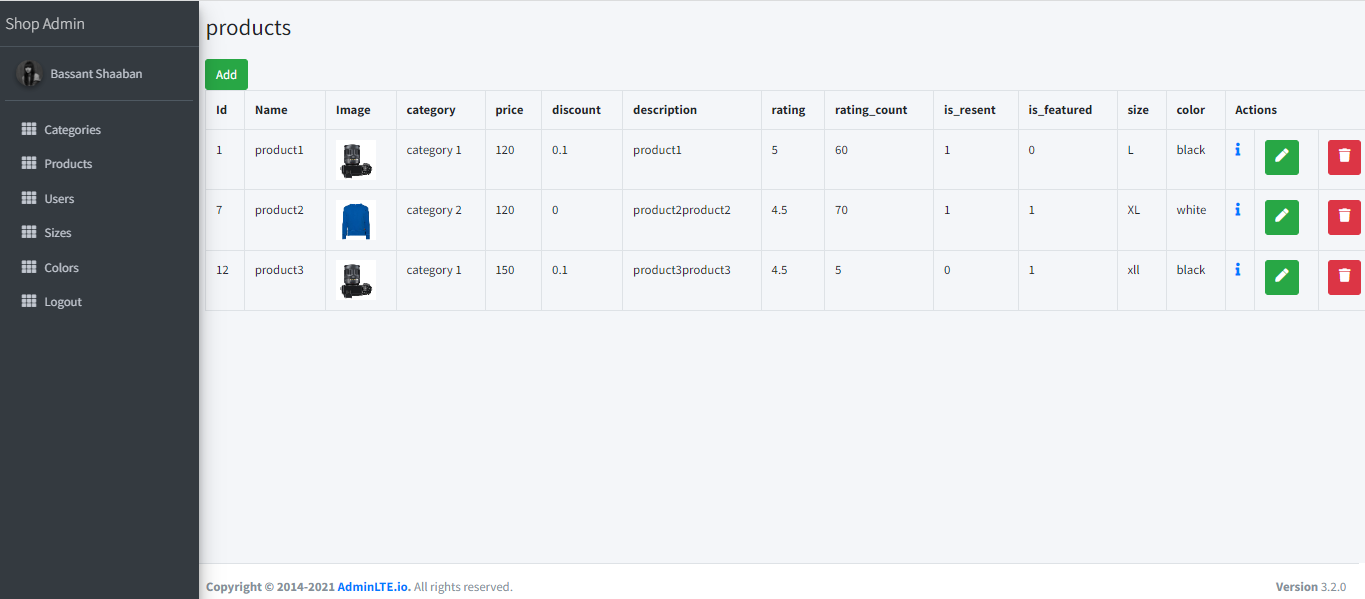 Shop Admin
Bassant Shaaban
Categories
Products
Users
Sizes
Colors
Logout
products
Add
Id Name Image category price discount description rating rating_count is_resent is_featured size color Actions
1 product1 category 1 120 0.1 product1 5 60 1 0 L black
7 product2 category 2 120 0 product2product2 4.5 70 1 1 XL white
12 product3 category 1 150 0.1 product3product3 4.5 5 0 1 xll black
Copyright © 2014-2021 AdminLTE.io. All rights reserved. Version 3.2.0